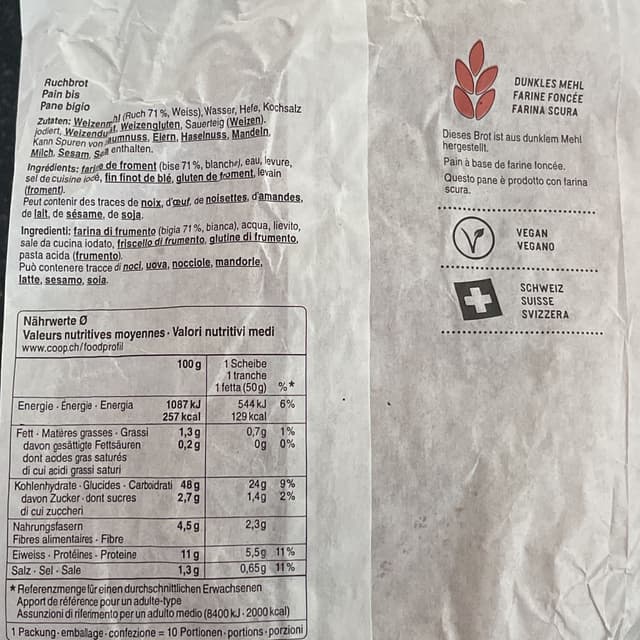 Ruchbrot
Pain bis
Pane bigio
Zutaten: Weizenmehl (Ruch 71%, Weiss), Wasser, Hefe, Kochsalz
jodiert, Weizendunst, Weizengluten, Sauerteig (Weizen).
Kann Spuren von Baumnuss, Eiern, Haselnuss, Mandeln,
Milch, Sesam, Soja enthalten.
Ingrédients: farine de froment (bise 71%, blanche), eau, levure,
sel de cuisine iodé, fin finot de blé, gluten de froment, levain
(froment).
Peut contenir des traces de noix, d'œuf, de noisettes, d'amandes,
de lait, de sésame, de soja.
Ingredienti: farina di frumento (bigia 71%, bianca), acqua, lievito,
sale da cucina iodato, friscello di frumento, glutine di frumento,
pasta acida (frumento).
Può contenere tracce di noci, uova, nocciole, mandorle,
latte, sesamo, soia.
Nährwerte Ø
Valeurs nutritives moyennes · Valori nutritivi medi
www.coop.ch/foodprofil
100 g 1 Scheibe
1 tranche
1 fetta (50 g) %*
Energie · Énergie · Energia 1087 kJ 544 kJ 6%
257 kcal 129 kcal
Fett · Matières grasses · Grassi 1,3 g 0,7 g 1%
davon gesättigte Fettsäuren 0,2 g 0 g 0%
dont acides gras saturés
di cui acidi grassi saturi
Kohlenhydrate · Glucides · Carboidrati 48 g 24 g 9%
davon Zucker · dont sucres 2,7 g 1,4 g 2%
di cui zuccheri
Nahrungsfasern 4,5 g 2,3 g
Fibres alimentaires · Fibre
Eiweiss · Protéines · Proteine 11 g 5,5 g 11%
Salz · Sel · Sale 1,3 g 0,65 g 11%
* Referenzmenge für einen durchschnittlichen Erwachsenen
Apport de référence pour un adulte-type
Assunzioni di riferimento per un adulto medio (8400 kJ · 2000 kcal)
1 Packung · emballage · confezione = 10 Portionen · portions · porzioni
DUNKLES MEHL
FARINE FONCÉE
FARINA SCURA
Dieses Brot ist aus dunklem Mehl
hergestellt.
Pain à base de farine foncée.
Questo pane è prodotto con farina
scura.
VEGAN
VEGANO
SCHWEIZ
SUISSE
SVIZZERA